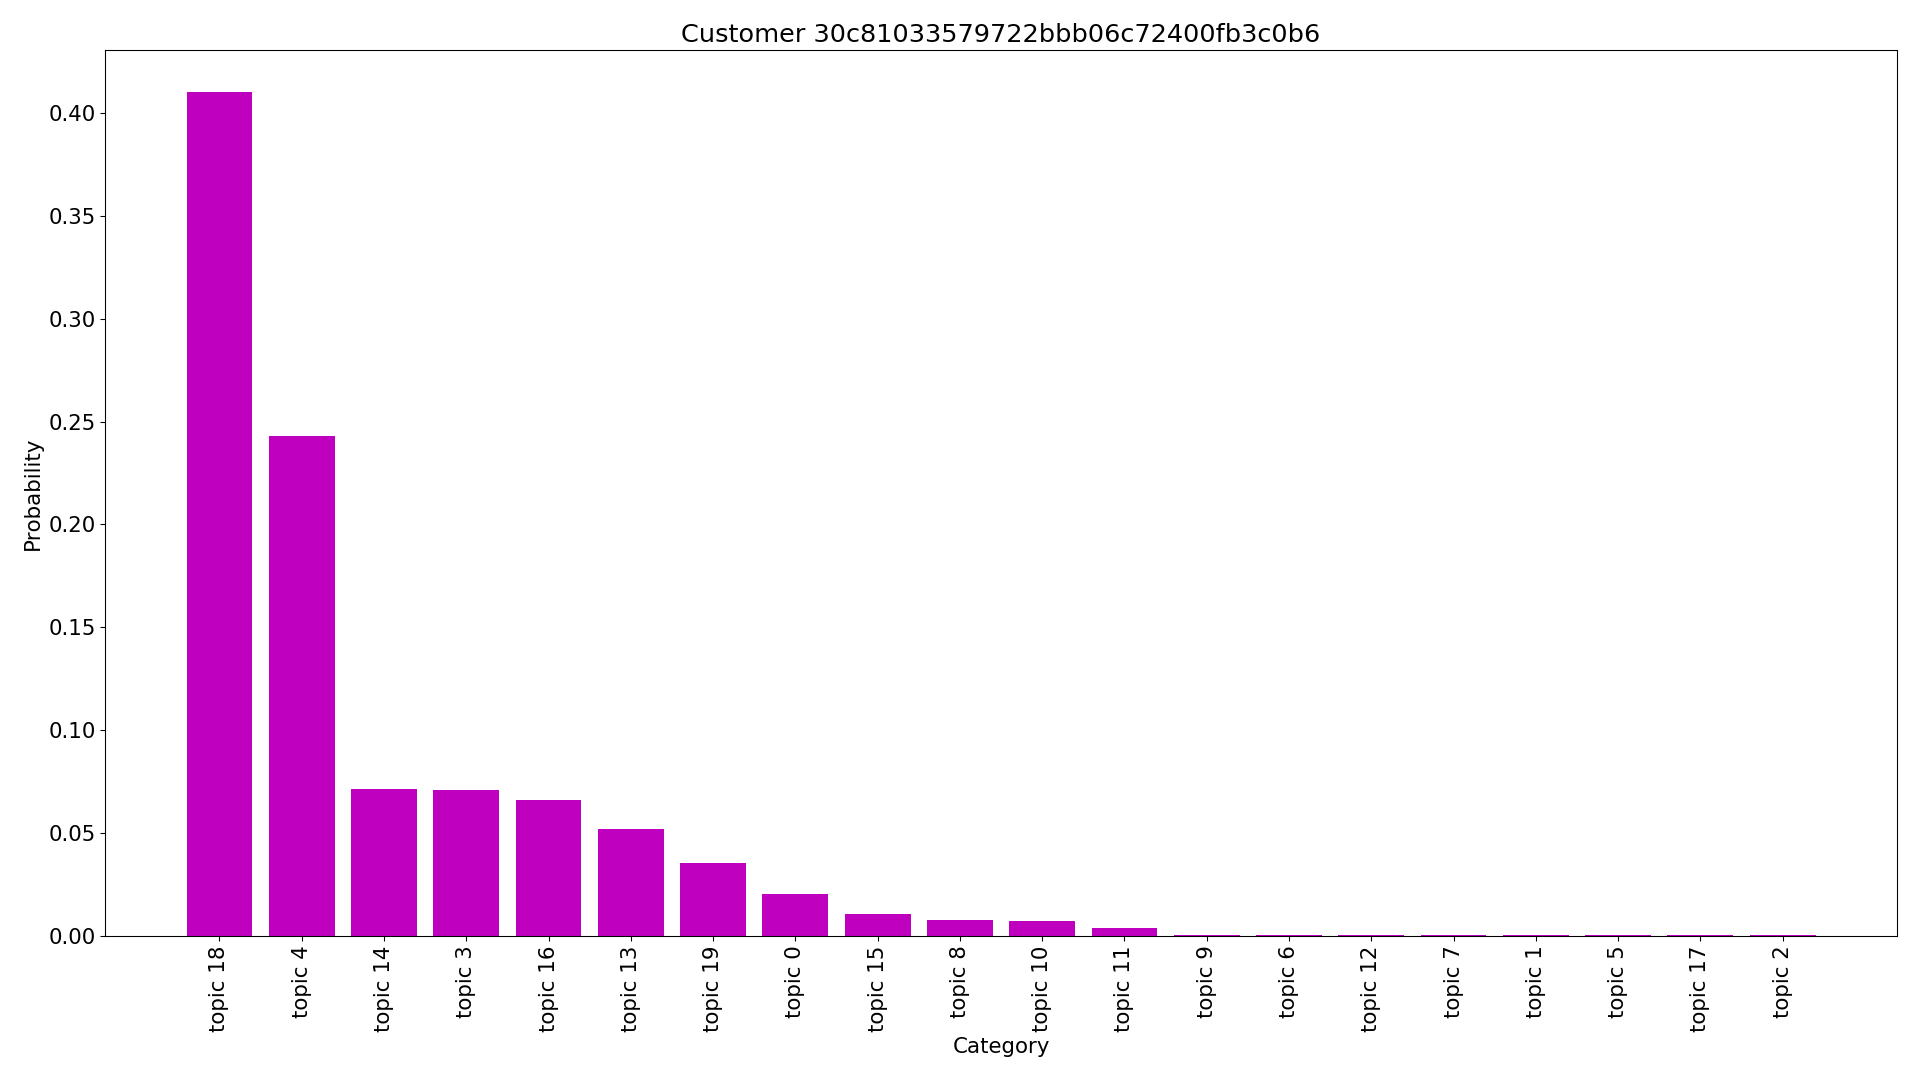 Customer 30c81033579722bbb06c72400fb3c0b6
Probability
0.40
0.35
0.30
0.25
0.20
0.15
0.10
0.05
0.00
topic 18
topic 4
topic 14
topic 3
topic 16
topic 13
topic 19
topic 0
topic 15
topic 8
topic 10
topic 11
topic 9
topic 6
topic 12
topic 7
topic 1
topic 5
topic 17
topic 2
Category